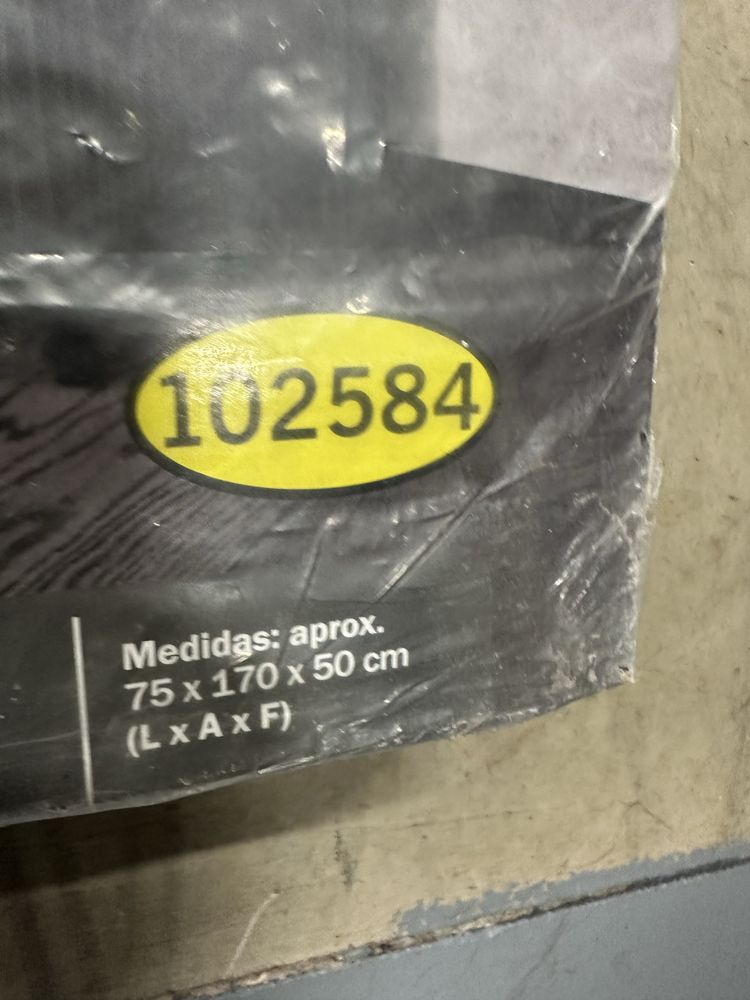 102584
Medidas: aprox.
75 x 170 x 50 cm
(L x A x F)